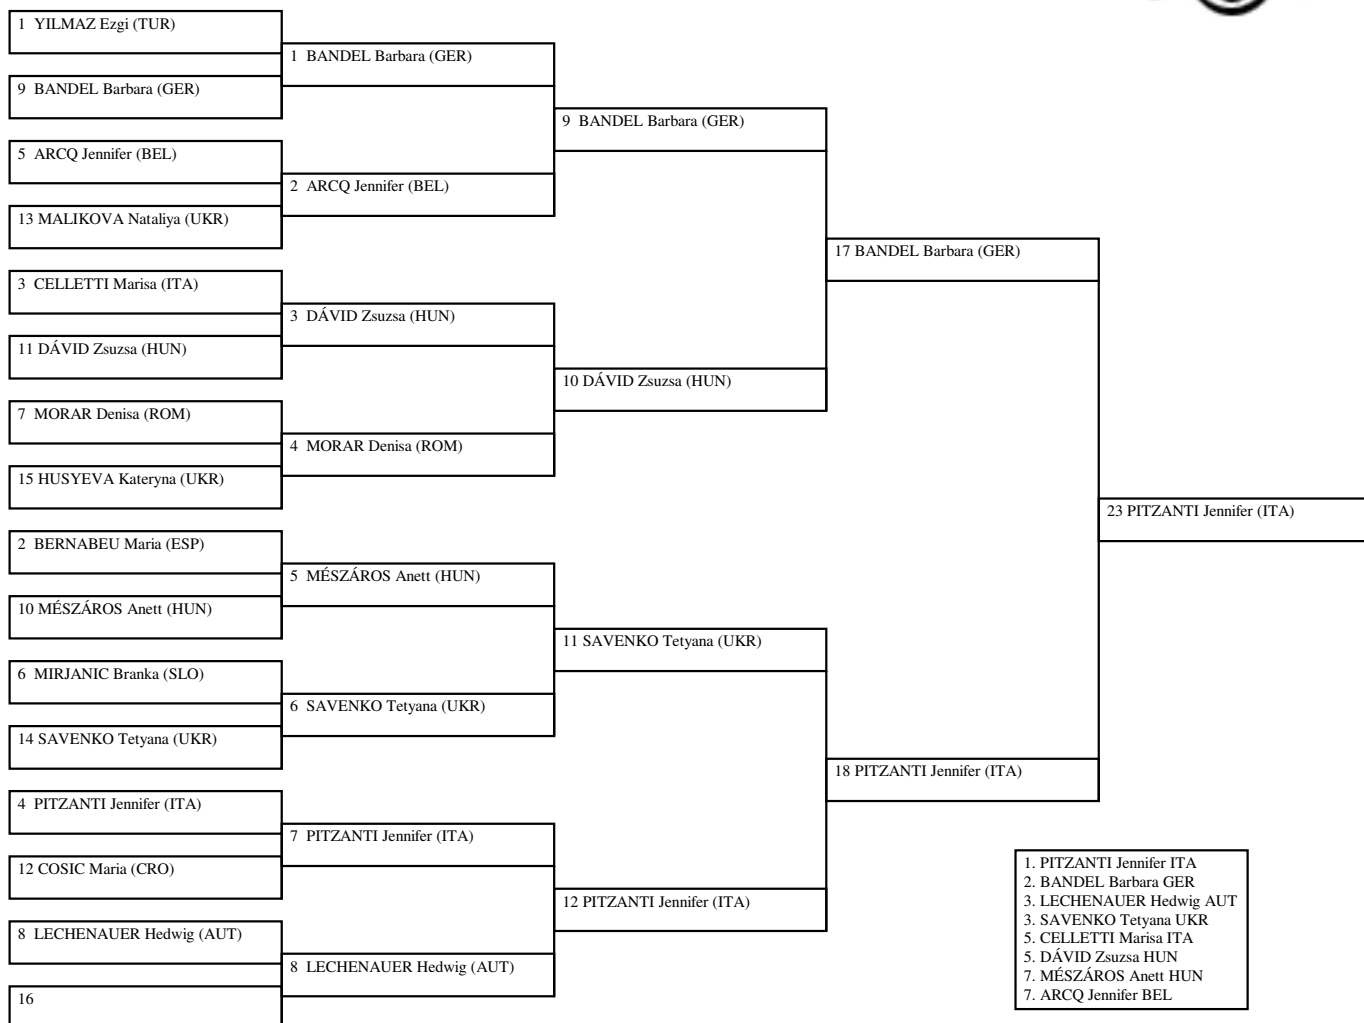 1 YILMAZ Ezgi (TUR)
9 BANDEL Barbara (GER)
5 ARCQ Jennifer (BEL)
13 MALIKOVA Nataliya (UKR)
3 CELLETTI Marisa (ITA)
11 DÁVID Zsuzsa (HUN)
7 MORAR Denisa (ROM)
15 HUSYEVA Kateryna (UKR)
2 BERNABEU Maria (ESP)
10 MÉSZÁROS Anett (HUN)
6 MIRJANIC Branka (SLO)
14 SAVENKO Tetyana (UKR)
4 PITZANTI Jennifer (ITA)
12 COSIC Maria (CRO)
8 LECHENAUER Hedwig (AUT)
16
1 BANDEL Barbara (GER)
2 ARCQ Jennifer (BEL)
3 DÁVID Zsuzsa (HUN)
4 MORAR Denisa (ROM)
5 MÉSZÁROS Anett (HUN)
6 SAVENKO Tetyana (UKR)
7 PITZANTI Jennifer (ITA)
8 LECHENAUER Hedwig (AUT)
9 BANDEL Barbara (GER)
10 DÁVID Zsuzsa (HUN)
11 SAVENKO Tetyana (UKR)
12 PITZANTI Jennifer (ITA)
17 BANDEL Barbara (GER)
18 PITZANTI Jennifer (ITA)
23 PITZANTI Jennifer (ITA)
1. PITZANTI Jennifer ITA
2. BANDEL Barbara GER
3. LECHENAUER Hedwig AUT
3. SAVENKO Tetyana UKR
5. CELLETTI Marisa ITA
5. DÁVID Zsuzsa HUN
7. MÉSZÁROS Anett HUN
7. ARCQ Jennifer BEL